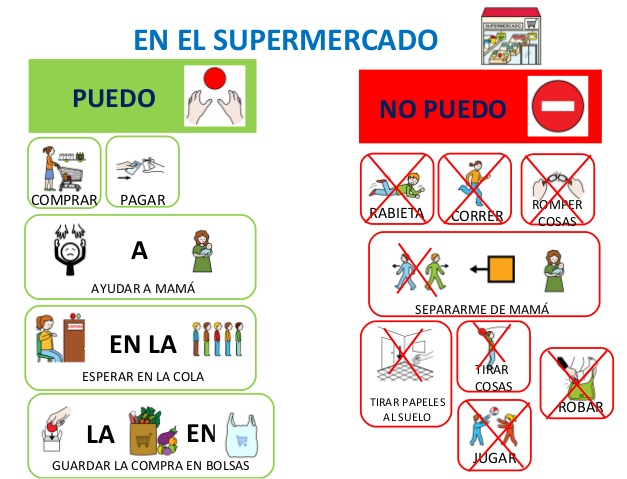 EN EL SUPERMERCADO
SUPERMERCADO
PUEDO
NO PUEDO
COMPRAR
PAGAR
A
AYUDAR A MAMÁ
ESPERO
EN LA
ESPERAR EN LA COLA
LA
EN
GUARDAR LA COMPRA EN BOLSAS
RABIETA
CORRER
ROMPER
COSAS
SEPARARME DE MAMÁ
TIRAR PAPELES
AL SUELO
TIRAR
COSAS
ROBAR
JUGAR